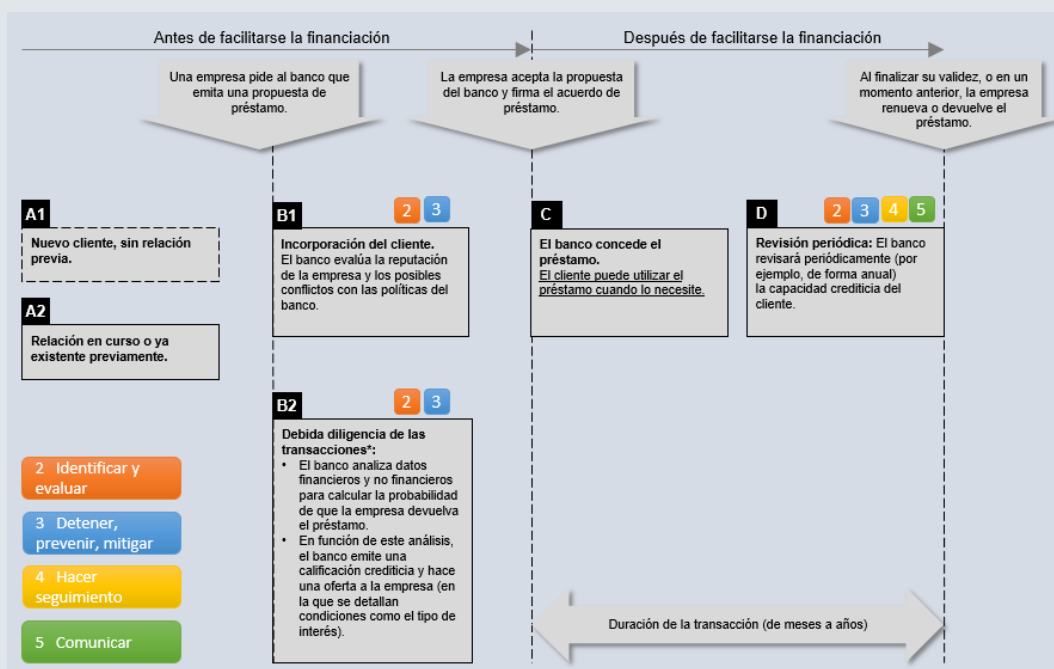 Antes de facilitarse la financiación
Después de facilitarse la financiación
Una empresa pide al banco que
emita una propuesta de
préstamo.
La empresa acepta la propuesta
del banco y firma el acuerdo de
préstamo.
Al finalizar su validez, o en un
momento anterior, la empresa
renueva o devuelve el
préstamo.
A1
Nuevo cliente, sin relación
previa.
A2
Relación en curso o ya
existente previamente.
B1
2 3
Incorporación del cliente.
El banco evalúa la reputación
de la empresa y los posibles
conflictos con las políticas del
banco.
B2
2 3
Debida diligencia de las
transacciones*:
• El banco analiza datos
financieros y no financieros
para calcular la probabilidad
de que la empresa devuelva
el préstamo.
• En función de este análisis,
el banco emite una
calificación crediticia y hace
una oferta a la empresa (en
la que se detallan
condiciones como el tipo de
interés).
C
El banco concede el
préstamo.
El cliente puede utilizar el
préstamo cuando lo necesite.
D
2 3 4 5
Revisión periódica: El banco
revisará periódicamente (por
ejemplo, de forma anual)
la capacidad crediticia del
cliente.
2 Identificar y
evaluar
3 Detener,
prevenir, mitigar
4 Hacer
seguimiento
5 Comunicar
Duración de la transacción (de meses a años)